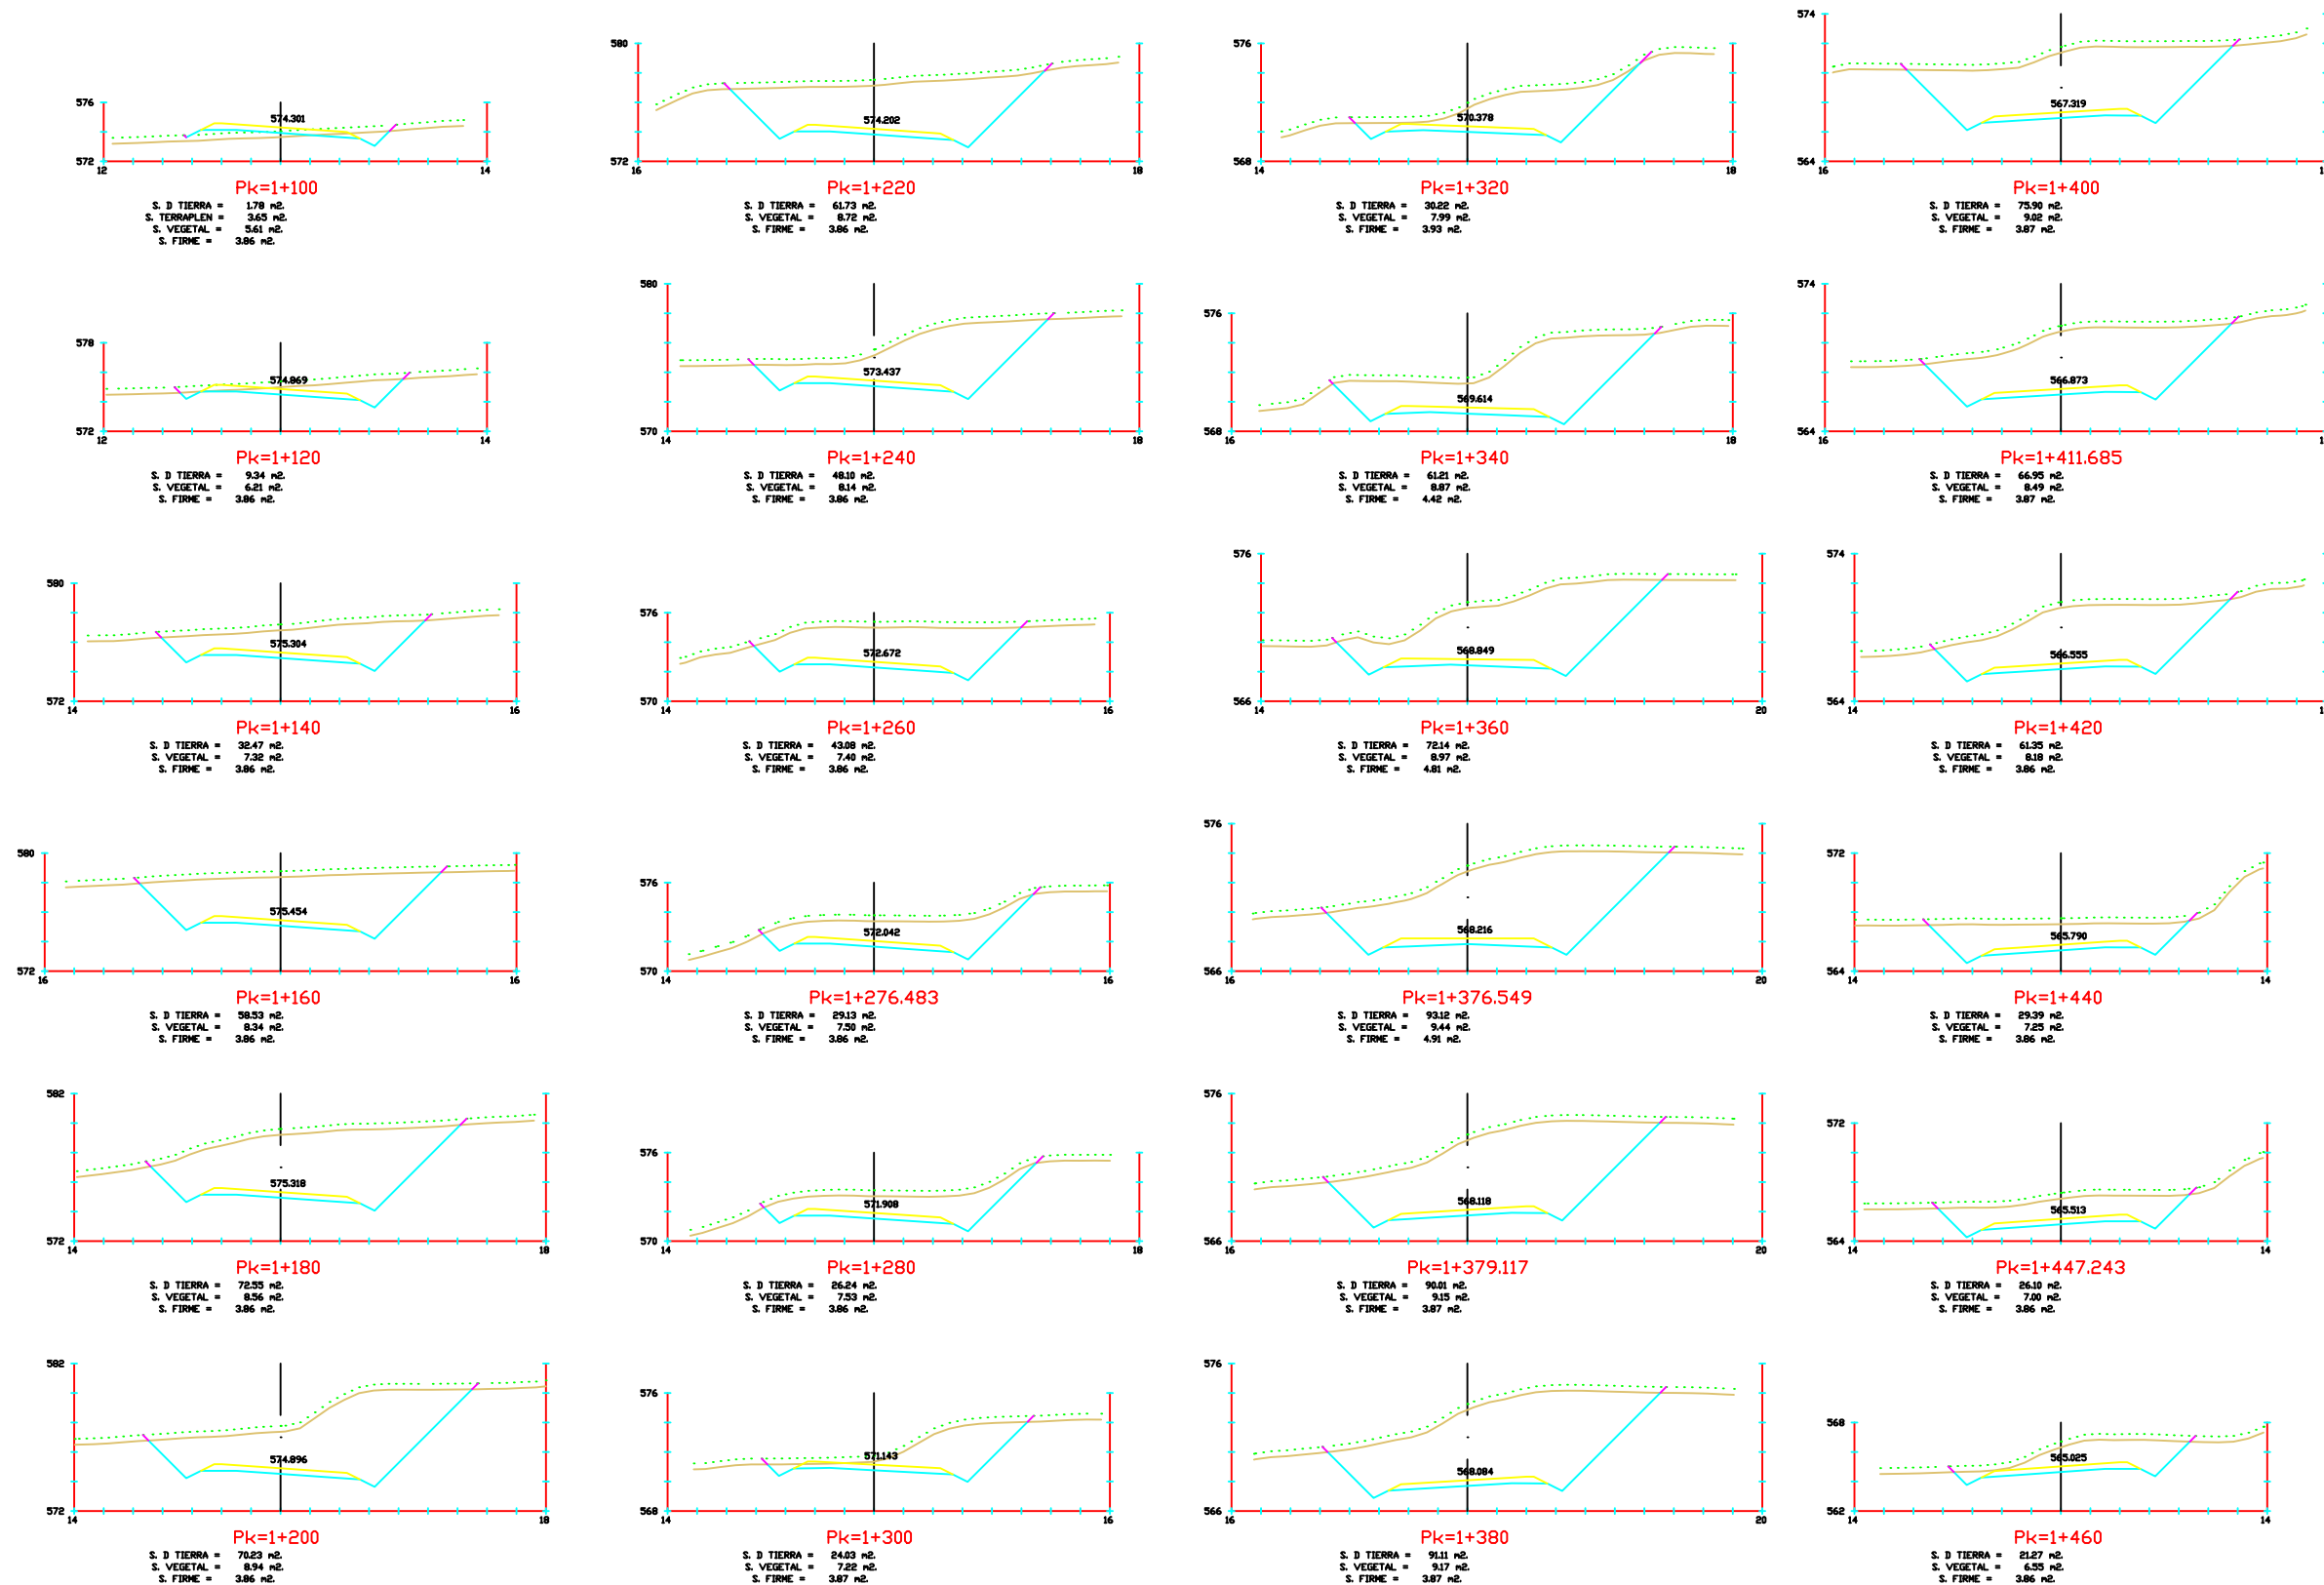 576
574.301
572
12
14
Pk=1+100
S. D TIERRA = 1.78 m2.
S. TERRAPLEN = 3.65 m2.
S. VEGETAL = 5.61 m2.
S. FIRME = 3.86 m2.
578
574.869
572
12
14
Pk=1+120
S. D TIERRA = 9.34 m2.
S. VEGETAL = 6.21 m2.
S. FIRME = 3.86 m2.
580
575.304
572
14
16
Pk=1+140
S. D TIERRA = 32.47 m2.
S. VEGETAL = 7.32 m2.
S. FIRME = 3.86 m2.
580
575.454
572
16
16
Pk=1+160
S. D TIERRA = 58.53 m2.
S. VEGETAL = 8.34 m2.
S. FIRME = 3.86 m2.
582
575.318
572
14
18
Pk=1+180
S. D TIERRA = 72.55 m2.
S. VEGETAL = 8.56 m2.
S. FIRME = 3.86 m2.
582
574.896
572
14
18
Pk=1+200
S. D TIERRA = 70.23 m2.
S. VEGETAL = 8.94 m2.
S. FIRME = 3.86 m2.
580
574.202
572
16
18
Pk=1+220
S. D TIERRA = 61.73 m2.
S. VEGETAL = 8.72 m2.
S. FIRME = 3.86 m2.
580
573.437
570
14
18
Pk=1+240
S. D TIERRA = 48.10 m2.
S. VEGETAL = 8.14 m2.
S. FIRME = 3.86 m2.
576
572.672
570
14
16
Pk=1+260
S. D TIERRA = 43.08 m2.
S. VEGETAL = 7.40 m2.
S. FIRME = 3.86 m2.
576
572.042
570
14
16
Pk=1+276.483
S. D TIERRA = 29.13 m2.
S. VEGETAL = 7.50 m2.
S. FIRME = 3.86 m2.
576
571.908
570
14
18
Pk=1+280
S. D TIERRA = 26.24 m2.
S. VEGETAL = 7.53 m2.
S. FIRME = 3.86 m2.
576
571.143
568
14
16
Pk=1+300
S. D TIERRA = 24.03 m2.
S. VEGETAL = 7.22 m2.
S. FIRME = 3.87 m2.
576
570.378
568
14
18
Pk=1+320
S. D TIERRA = 30.22 m2.
S. VEGETAL = 7.99 m2.
S. FIRME = 3.93 m2.
576
569.614
568
16
18
Pk=1+340
S. D TIERRA = 61.21 m2.
S. VEGETAL = 8.87 m2.
S. FIRME = 4.42 m2.
576
568.849
566
14
20
Pk=1+360
S. D TIERRA = 72.14 m2.
S. VEGETAL = 8.97 m2.
S. FIRME = 4.81 m2.
576
568.216
566
16
20
Pk=1+376.549
S. D TIERRA = 93.12 m2.
S. VEGETAL = 9.44 m2.
S. FIRME = 4.91 m2.
576
568.118
566
16
20
Pk=1+379.117
S. D TIERRA = 90.01 m2.
S. VEGETAL = 9.15 m2.
S. FIRME = 3.87 m2.
576
568.084
566
16
20
Pk=1+380
S. D TIERRA = 91.11 m2.
S. VEGETAL = 9.17 m2.
S. FIRME = 3.87 m2.
574
567.319
564
16
Pk=1+400
S. D TIERRA = 75.90 m2.
S. VEGETAL = 9.02 m2.
S. FIRME = 3.87 m2.
574
566.873
564
16
Pk=1+411.685
S. D TIERRA = 66.95 m2.
S. VEGETAL = 8.49 m2.
S. FIRME = 3.87 m2.
574
566.555
564
14
Pk=1+420
S. D TIERRA = 61.35 m2.
S. VEGETAL = 8.18 m2.
S. FIRME = 3.86 m2.
572
565.790
564
14
14
Pk=1+440
S. D TIERRA = 29.39 m2.
S. VEGETAL = 7.25 m2.
S. FIRME = 3.86 m2.
572
565.513
564
14
14
Pk=1+447.243
S. D TIERRA = 26.10 m2.
S. VEGETAL = 7.00 m2.
S. FIRME = 3.86 m2.
568
565.025
562
14
14
Pk=1+460
S. D TIERRA = 21.27 m2.
S. VEGETAL = 6.55 m2.
S. FIRME = 3.86 m2.